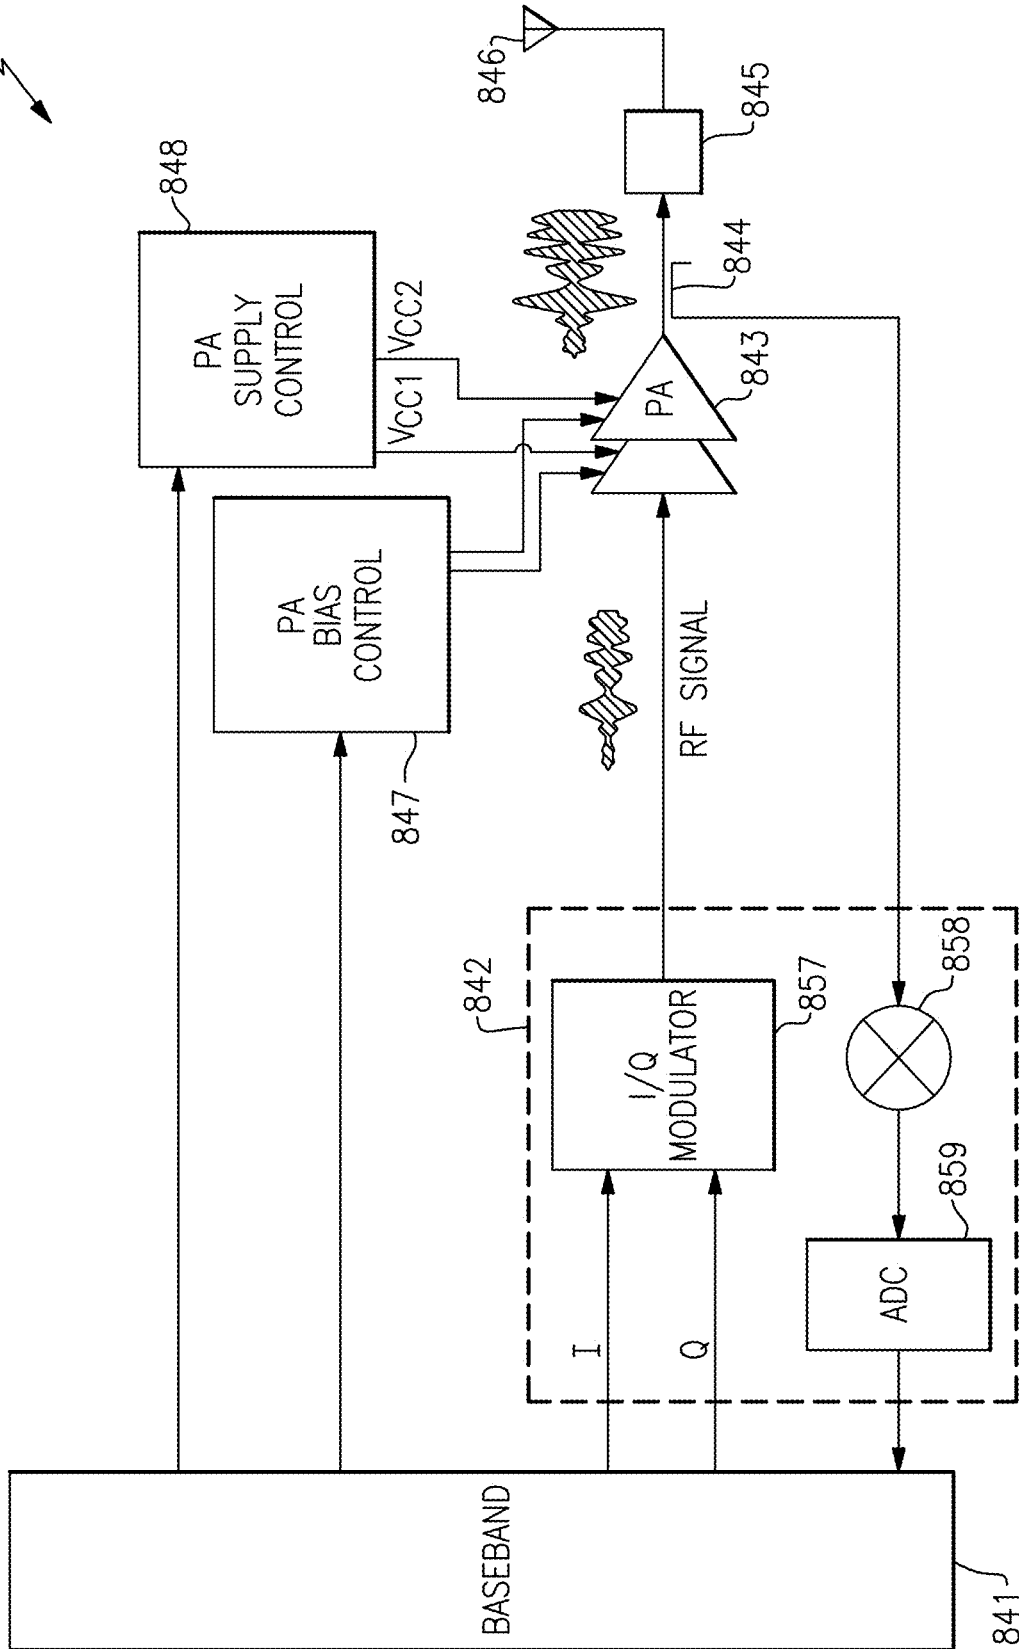 848
PA
SUPPLY
CONTROL
VCC1
VCC2
PA
BIAS
CONTROL
847
846
845
844
PA
843
RF SIGNAL
842
I/Q
MODULATOR
857
858
I
Q
ADC
859
BASEBAND
841